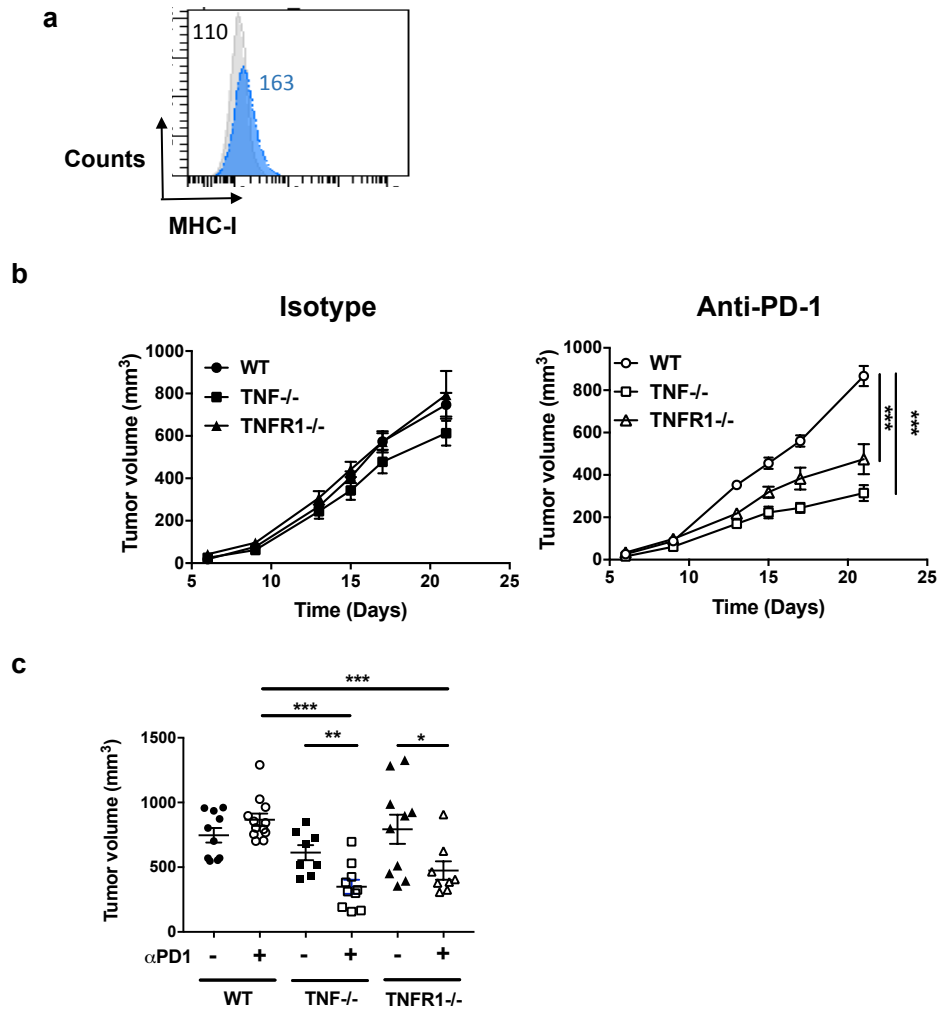 a
110
163
Counts
MHC-I
b
Isotype
Anti-PD-1
Tumor volume (mm³)
1000
800
600
400
200
0
WT
TNF-/-
TNFR1-/-
5 10 15 20 25
Time (Days)
Tumor volume (mm³)
1000
800
600
400
200
0
WT
TNF-/-
TNFR1-/-
***
***
5 10 15 20 25
Time (Days)
c
***
***
** *
Tumor volume (mm³)
1500
1000
500
0
αPD1 - + - + - +
WT TNF-/- TNFR1-/-